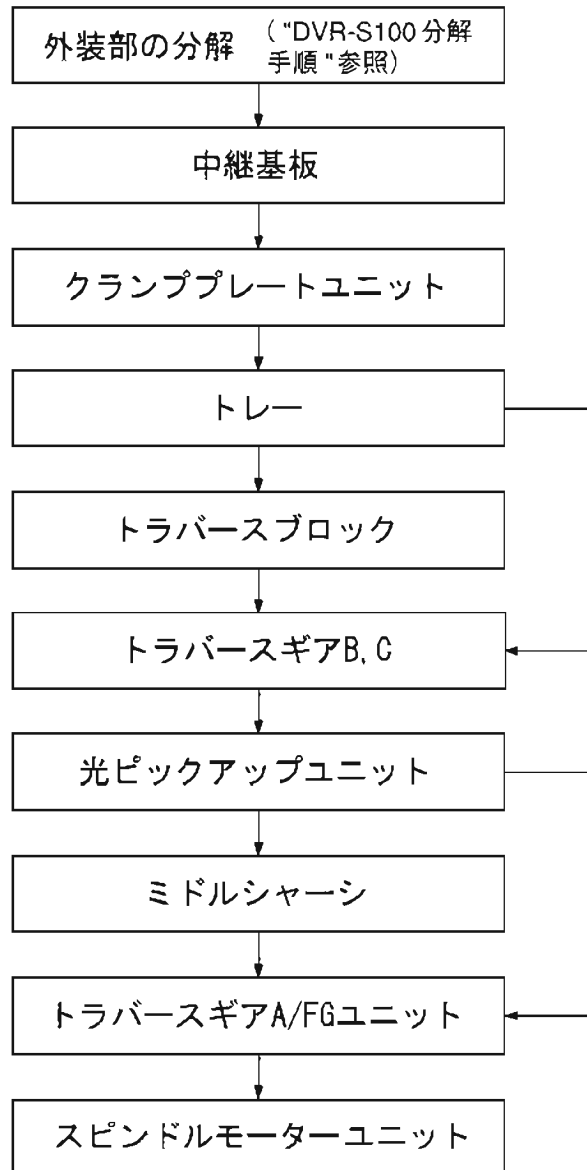 外装部の分解 ("DVR-S100 分解
手順 "参照)
中継基板
クランププレートユニット
トレー
トラバースブロック
トラバースギアB, C
光ピックアップユニット
ミドルシャーシ
トラバースギアA/FGユニット
スピンドルモーターユニット